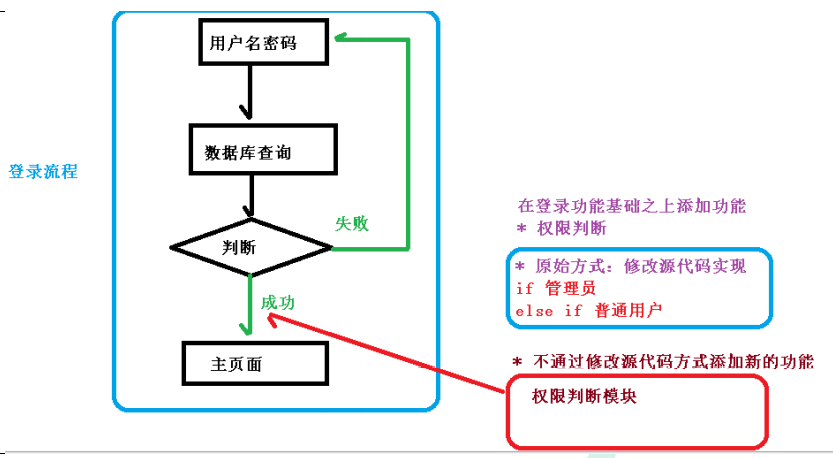 用户名密码
数据库查询
登录流程
判断
失败
成功
主页面
在登录功能基础之上添加功能
* 权限判断
* 原始方式：修改源代码实现
if 管理员
else if 普通用户
* 不通过修改源代码方式添加新的功能
权限判断模块